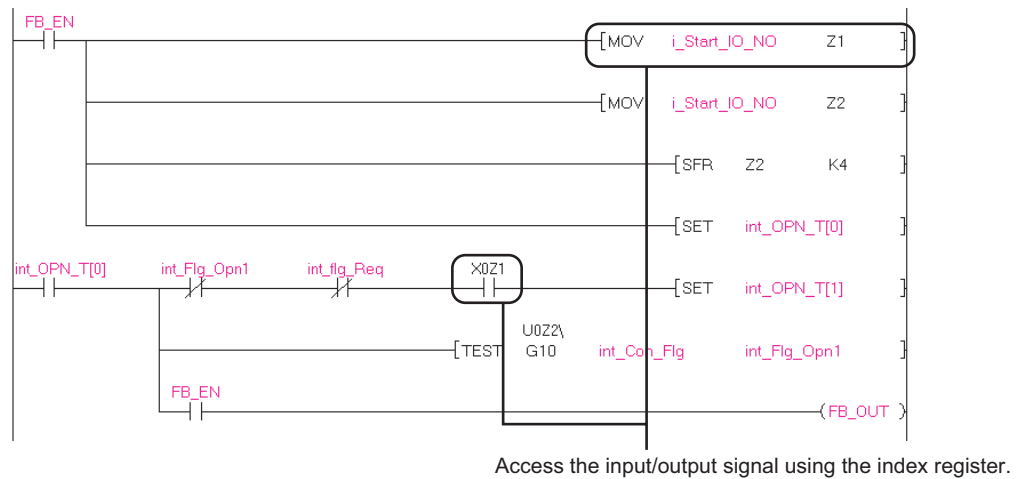 FB_EN
[MOV i_Start_IO_NO Z1 ]
[MOV i_Start_IO_NO Z2 ]
[SFR Z2 K4 ]
[SET int_OPN_T[0] ]
int_OPN_T[0] int_Flg_Opn1 int_flg_Req X0Z1
[SET int_OPN_T[1] ]
U0Z2\
[TEST G10 int_Con_Flg int_Flg_Opn1 ]
FB_EN
(FB_OUT )
Access the input/output signal using the index register.